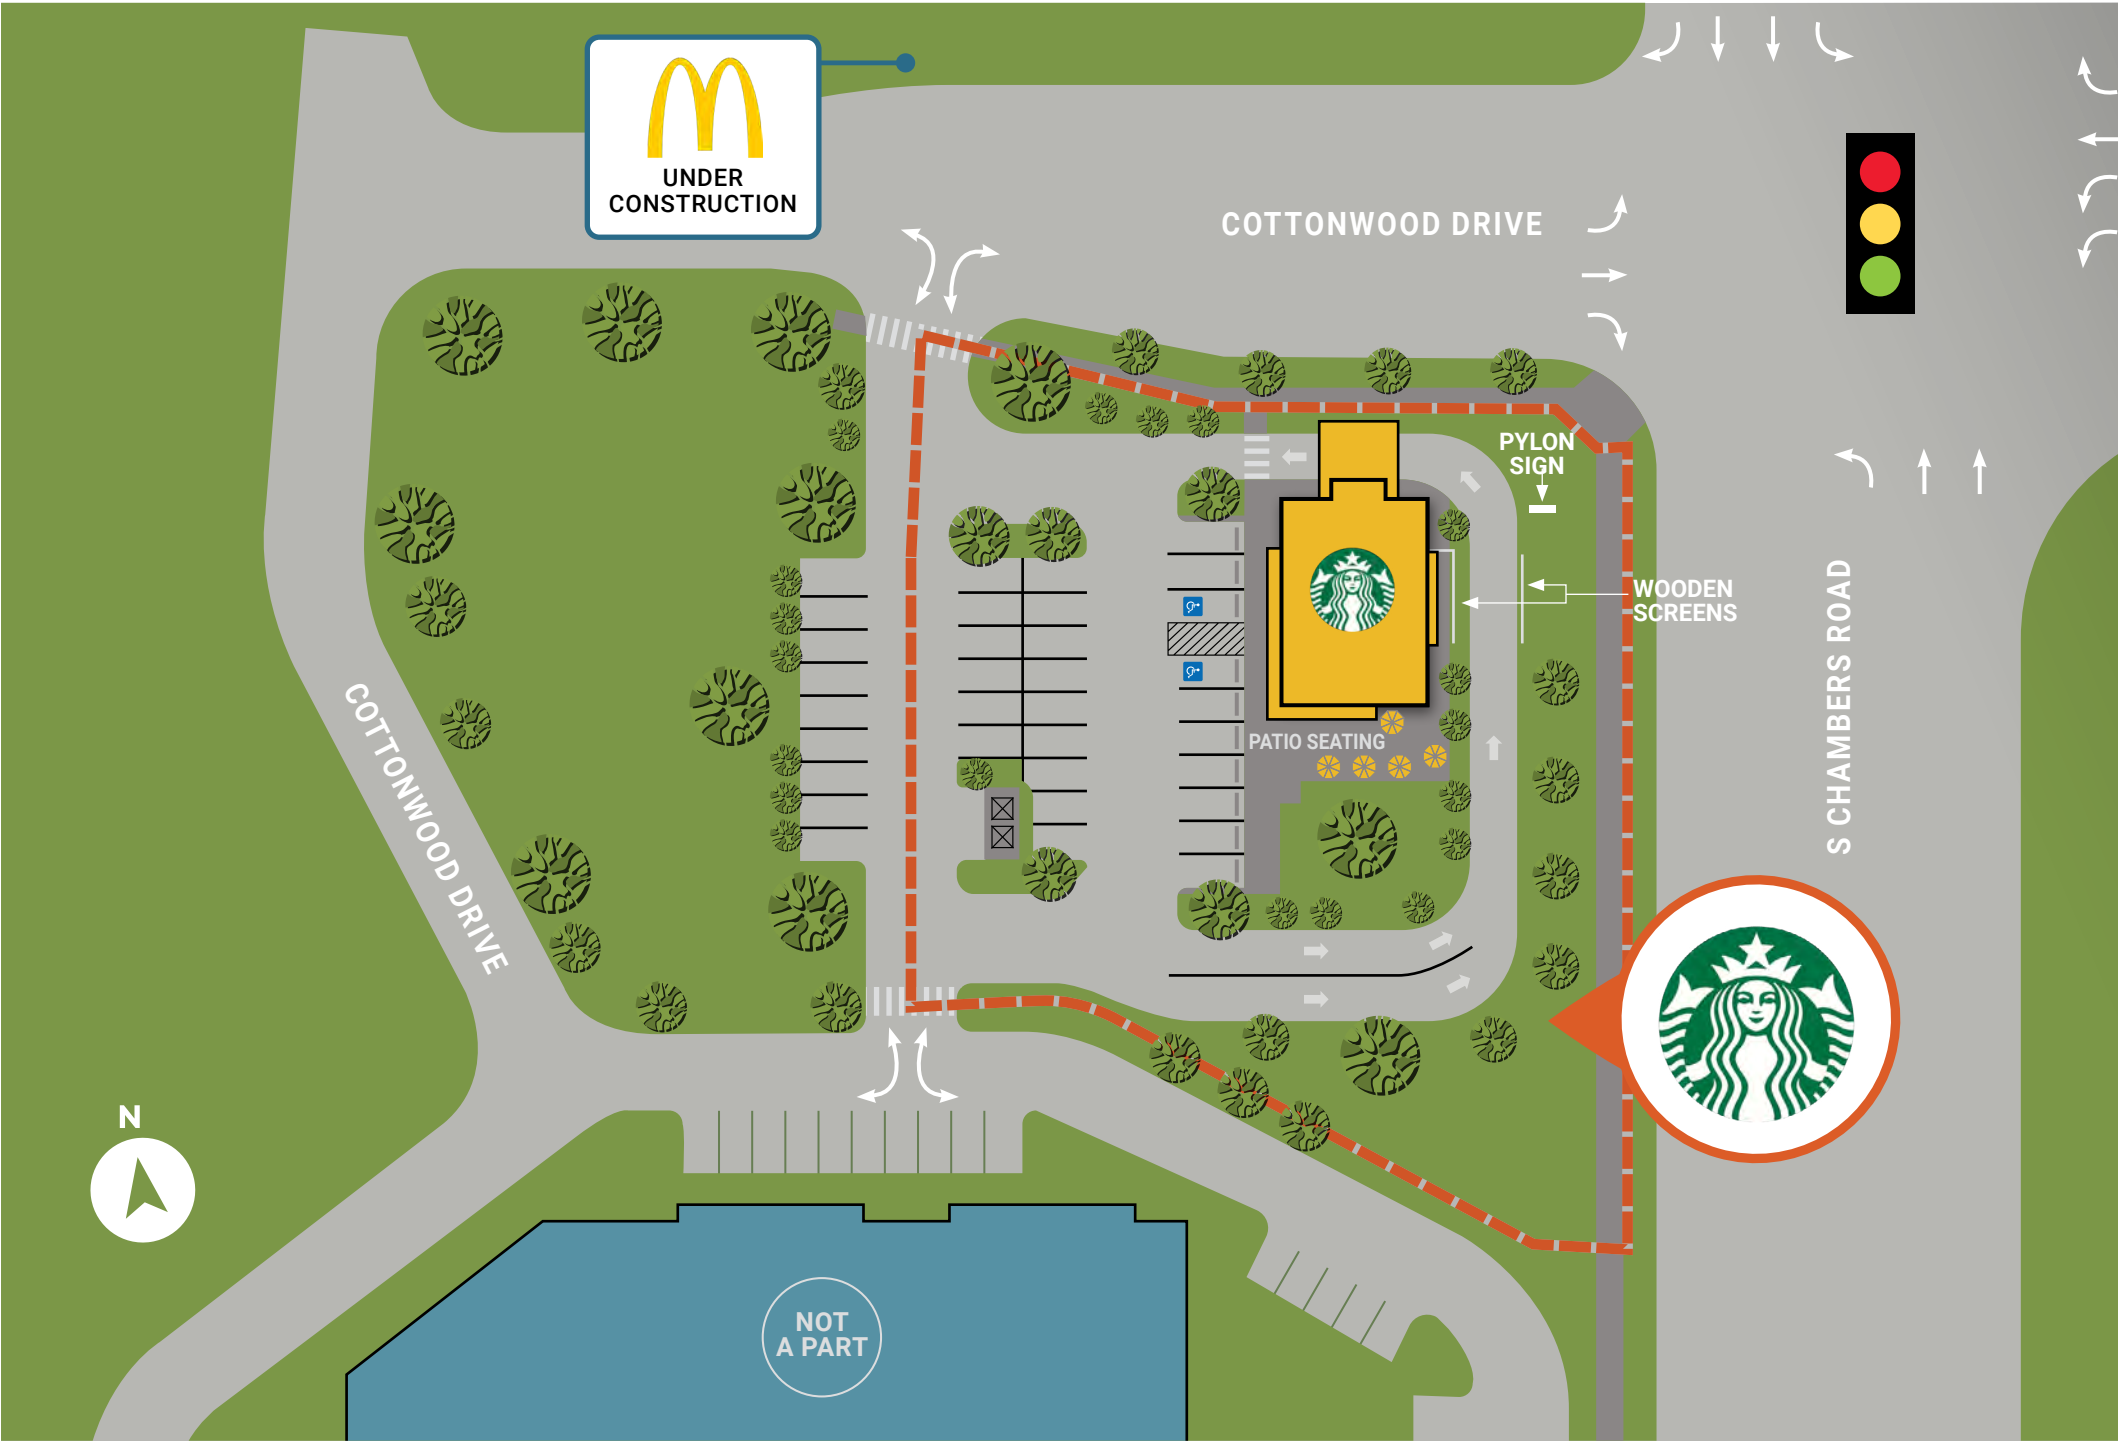 UNDER
CONSTRUCTION
COTTONWOOD DRIVE
PYLON
SIGN
WOODEN
SCREENS
S CHAMBERS ROAD
PATIO SEATING
COTTONWOOD DRIVE
N
NOT
A PART